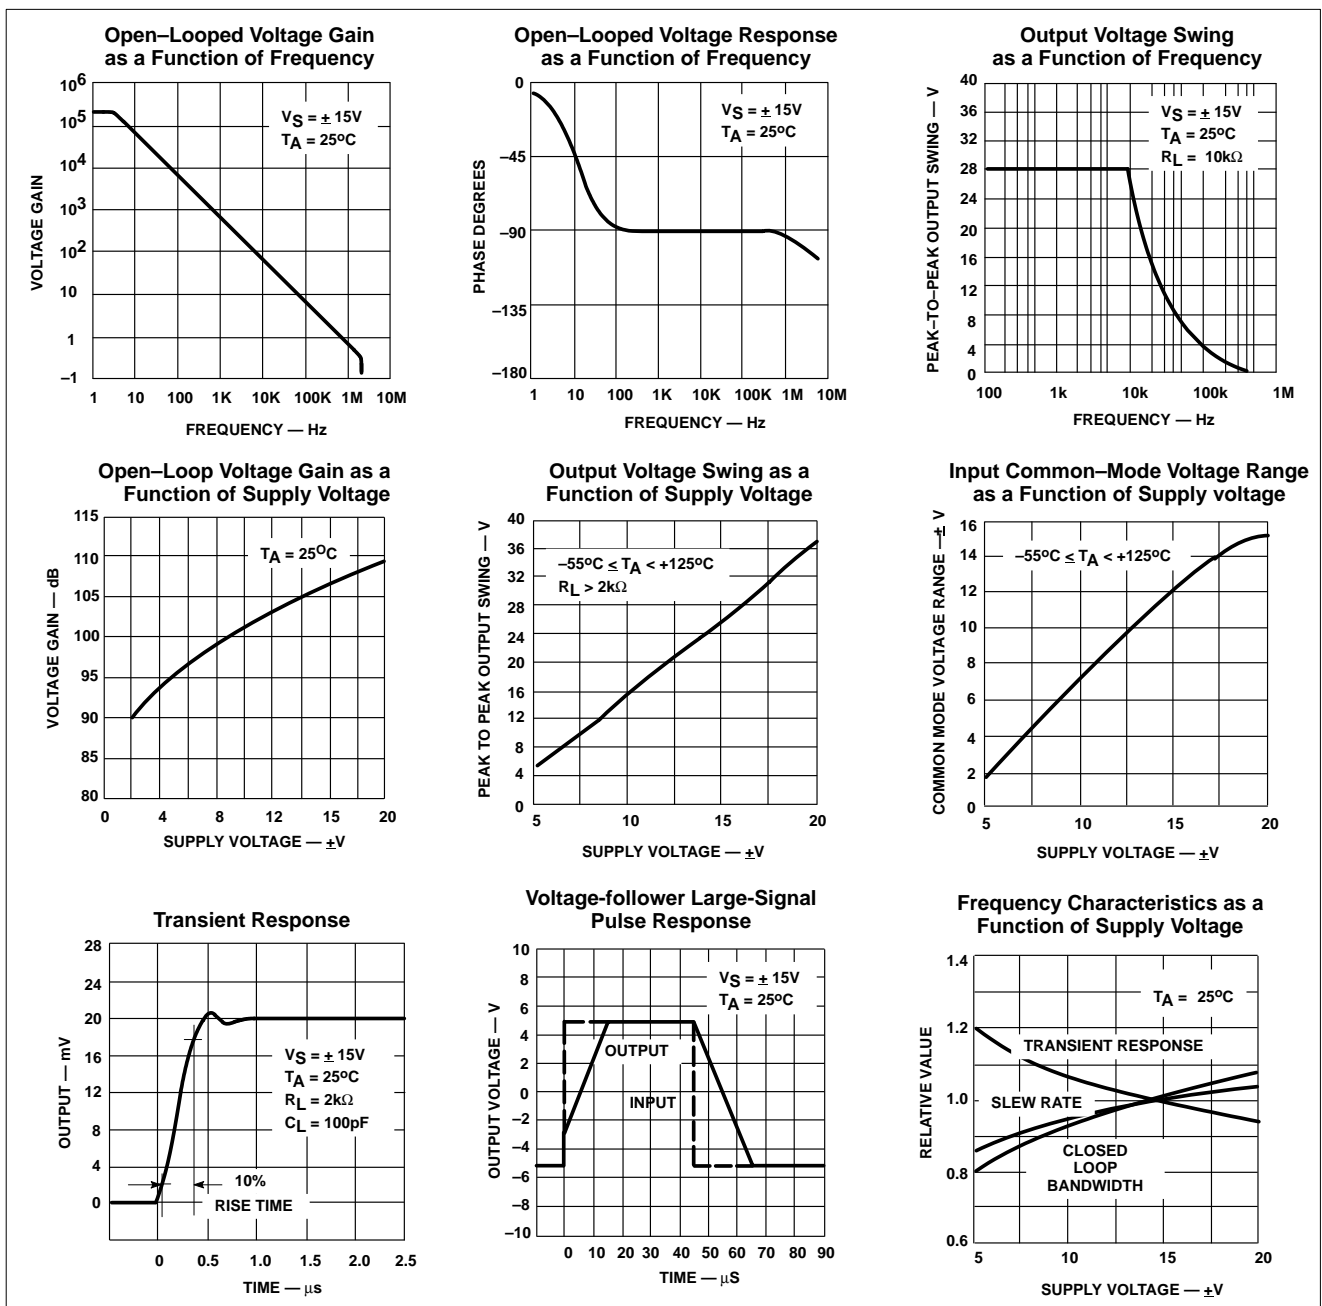 Open–Looped Voltage Gain
as a Function of Frequency
10⁶
10⁵
10⁴
10³
10²
10
1
–1
VOLTAGE GAIN
VS = ± 15V
TA = 25ºC
1 10 100 1K 10K 100K 1M 10M
FREQUENCY — Hz
Open–Looped Voltage Response
as a Function of Frequency
0
–45
–90
–135
–180
PHASE DEGREES
VS = ± 15V
TA = 25ºC
1 10 100 1K 10K 100K 1M 10M
FREQUENCY — Hz
Output Voltage Swing
as a Function of Frequency
40
36
32
28
24
20
16
12
8
4
0
PEAK–TO–PEAK OUTPUT SWING — V
VS = ± 15V
TA = 25ºC
RL = 10kΩ
100 1k 10k 100k 1M
FREQUENCY — Hz
Open–Loop Voltage Gain as a
Function of Supply Voltage
115
110
105
100
95
90
85
80
VOLTAGE GAIN — dB
TA = 25ºC
0 4 8 12 15 20
SUPPLY VOLTAGE — ±V
Output Voltage Swing as a
Function of Supply Voltage
40
36
32
28
24
20
16
12
8
4
0
PEAK TO PEAK OUTPUT SWING — V
–55ºC ≤ TA < +125ºC
RL > 2kΩ
5 10 15 20
SUPPLY VOLTAGE — ±V
Input Common–Mode Voltage Range
as a Function of Supply voltage
16
14
12
10
8
6
4
2
0
COMMON MODE VOLTAGE RANGE —± V
–55ºC ≤ TA < +125ºC
5 10 15 20
SUPPLY VOLTAGE — ±V
Transient Response
28
24
20
16
12
8
4
0
OUTPUT — mV
VS = ± 15V
TA = 25ºC
RL = 2kΩ
CL = 100pF
10%
RISE TIME
0 0.5 1.0 1.5 2.0 2.5
TIME — μs
Voltage-follower Large-Signal
Pulse Response
10
8
6
4
2
0
–2
–4
–6
–8
–10
OUTPUT VOLTAGE — V
VS = ± 15V
TA = 25ºC
OUTPUT
INPUT
0 10 20 30 40 50 60 70 80 90
TIME — μS
Frequency Characteristics as a
Function of Supply Voltage
1.4
1.2
1.0
0.8
0.6
RELATIVE VALUE
TA = 25ºC
TRANSIENT RESPONSE
SLEW RATE
CLOSED
LOOP
BANDWIDTH
5 10 15 20
SUPPLY VOLTAGE — ±V